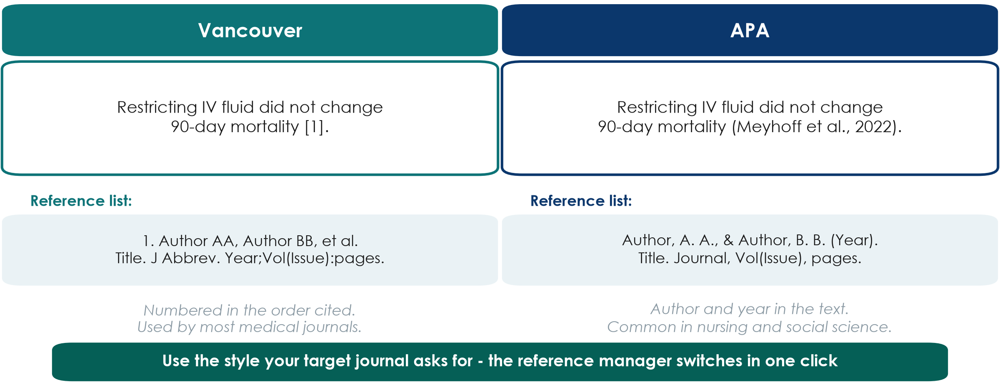 Vancouver
Restricting IV fluid did not change
90-day mortality [1].
Reference list:
1. Author AA, Author BB, et al.
Title. J Abbrev. Year;Vol(Issue):pages.
Numbered in the order cited.
Used by most medical journals.
APA
Restricting IV fluid did not change
90-day mortality (Meyhoff et al., 2022).
Reference list:
Author, A. A., & Author, B. B. (Year).
Title. Journal, Vol(Issue), pages.
Author and year in the text.
Common in nursing and social science.
Use the style your target journal asks for - the reference manager switches in one click